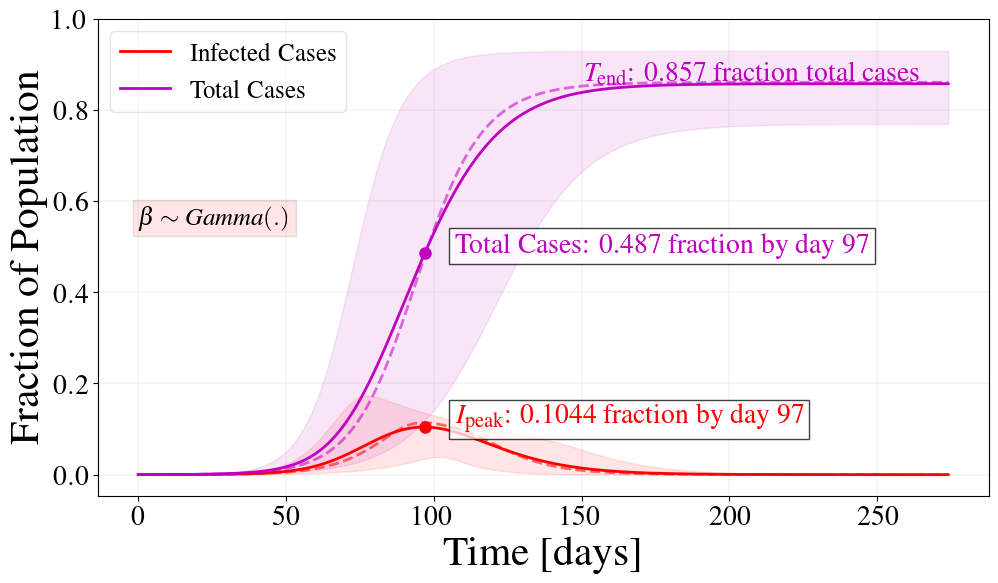 Fraction of Population
1.0
0.8
0.6
0.4
0.2
0.0
Infected Cases
Total Cases
T_end: 0.857 fraction total cases
β ∼ Gamma(.)
Total Cases: 0.487 fraction by day 97
I_peak: 0.1044 fraction by day 97
0 50 100 150 200 250
Time [days]